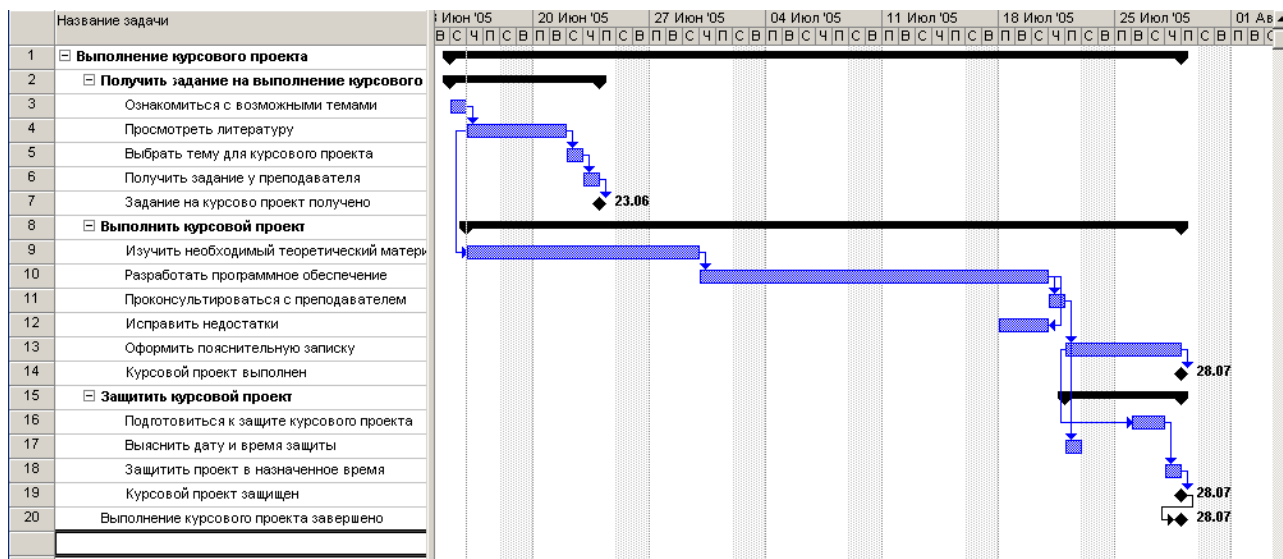 Название задачи
Июн '05 20 Июн '05 27 Июн '05 04 Июл '05 11 Июл '05 18 Июл '05 25 Июл '05 01 Ав
В С Ч П С В П В С Ч П С В П В С Ч П С В П В С Ч П С В П В С Ч П С В П В С Ч П С В П В С Ч П С В П В С
1 Выполнение курсового проекта
2 Получить задание на выполнение курсового
3 Ознакомиться с возможными темами
4 Просмотреть литературу
5 Выбрать тему для курсового проекта
6 Получить задание у преподавателя
7 Задание на курсово проект получено 23.06
8 Выполнить курсовой проект
9 Изучить необходимый теоретический матери
10 Разработать программное обеспечение
11 Проконсультироваться с преподавателем
12 Исправить недостатки
13 Оформить пояснительную записку
14 Курсовой проект выполнен 28.07
15 Защитить курсовой проект
16 Подготовиться к защите курсового проекта
17 Выяснить дату и время защиты
18 Защитить проект в назначенное время
19 Курсовой проект защищен 28.07
20 Выполнение курсового проекта завершено 28.07